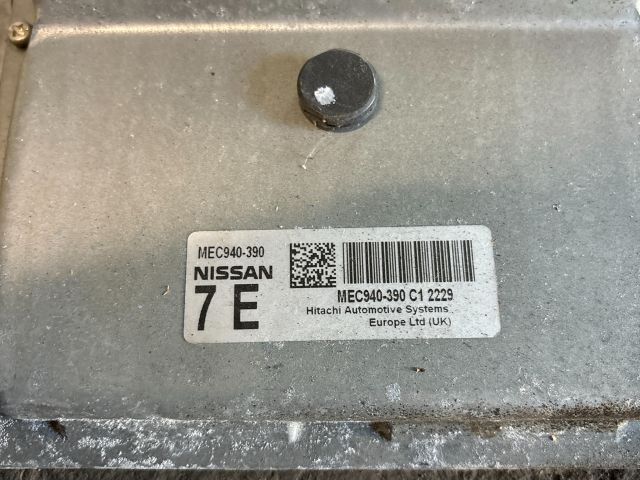 MEC940-390
NISSAN
7 E
MEC940-390 C1 2229
Hitachi Automotive Systems
Europe Ltd (UK)